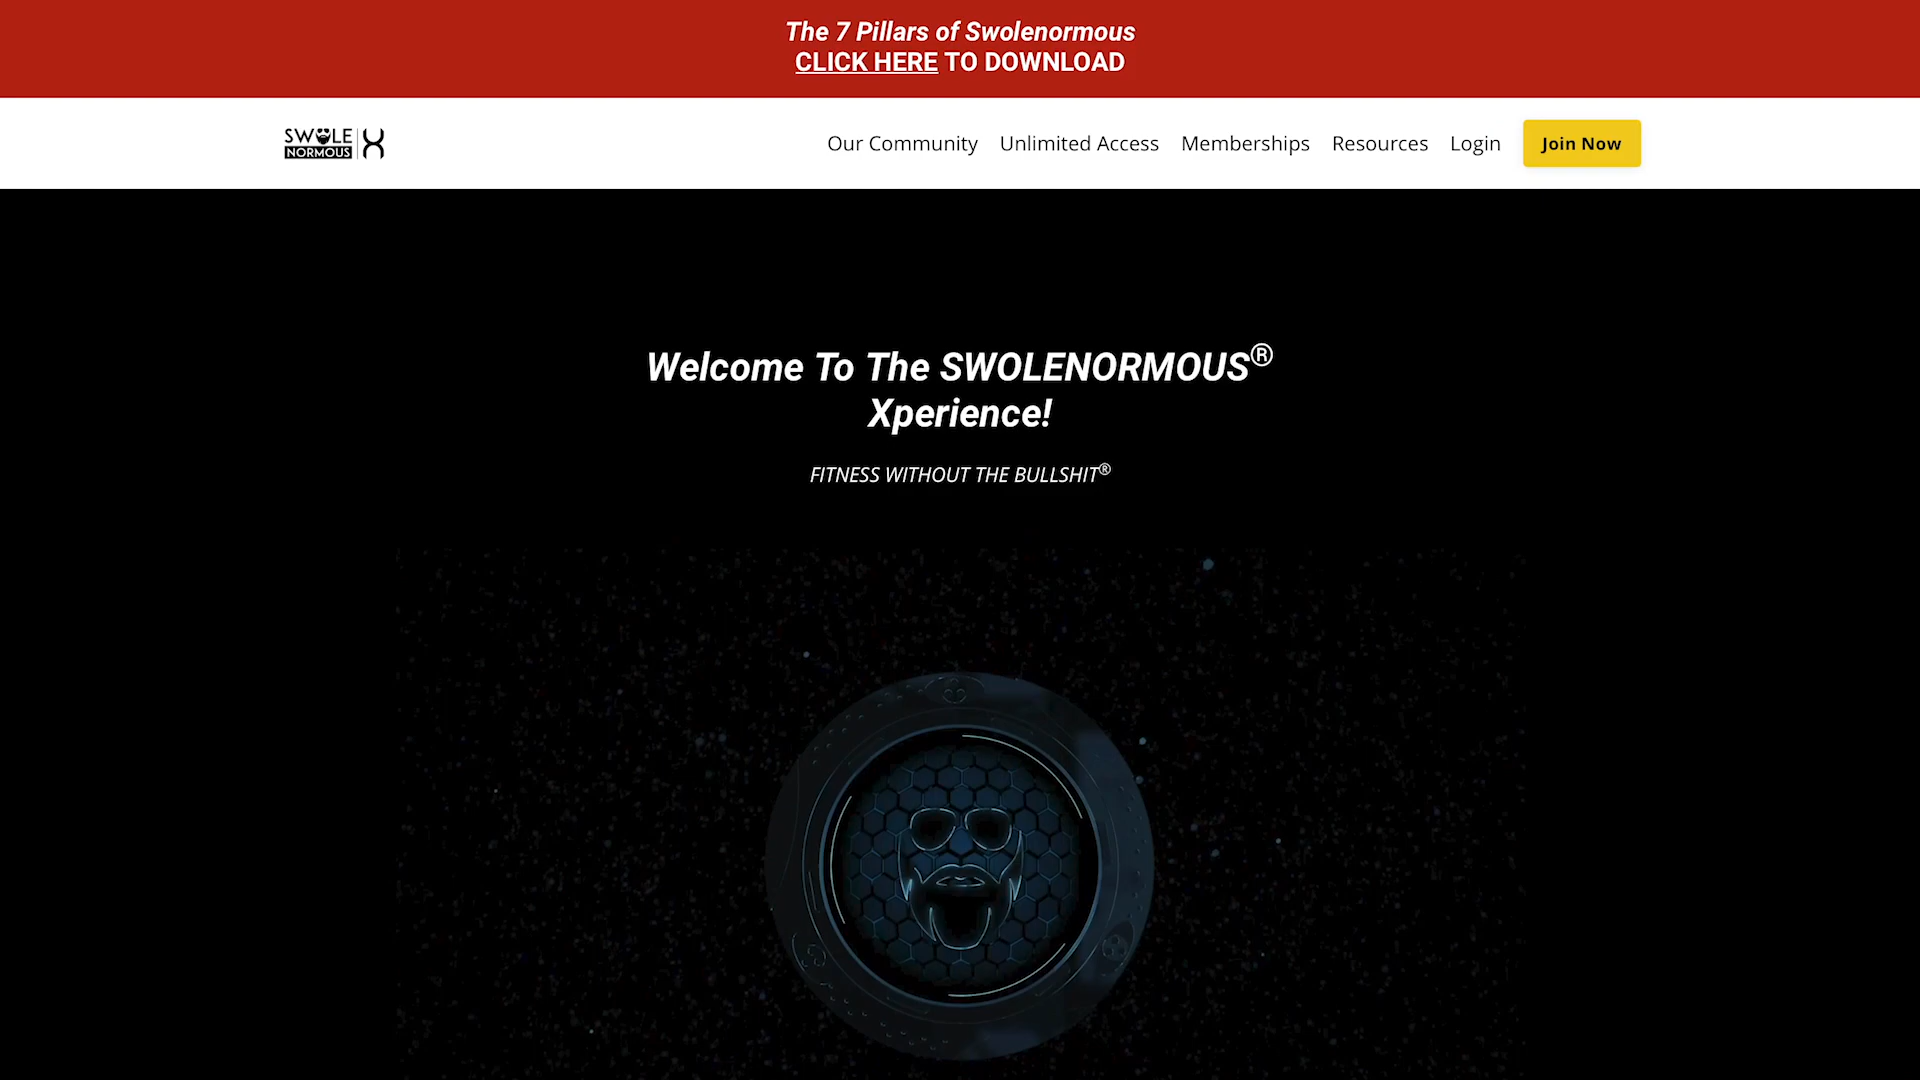 The 7 Pillars of Swolenormous
CLICK HERE TO DOWNLOAD
SWOLE
NORMOUS
Our Community Unlimited Access Memberships Resources Login Join Now
Welcome To The SWOLENORMOUS®
Xperience!
FITNESS WITHOUT THE BULLSHIT®